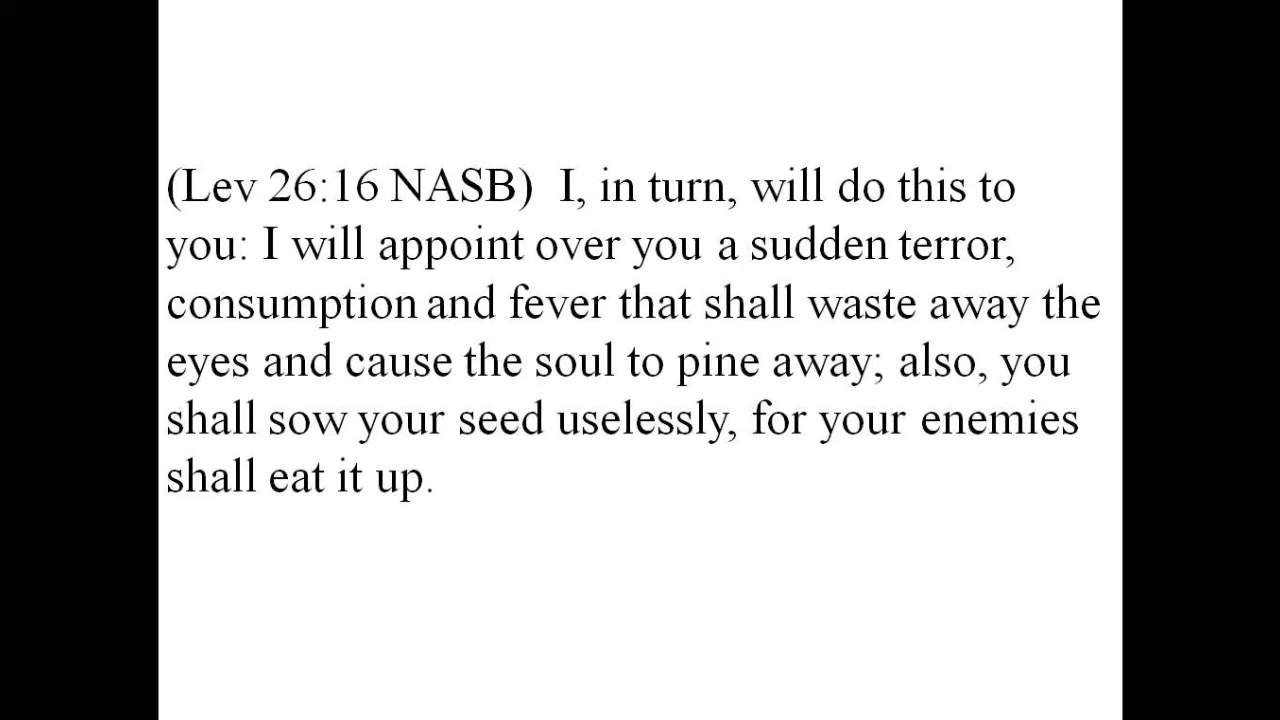 (Lev 26:16 NASB)  I, in turn, will do this to
you: I will appoint over you a sudden terror,
consumption and fever that shall waste away the
eyes and cause the soul to pine away; also, you
shall sow your seed uselessly, for your enemies
shall eat it up.